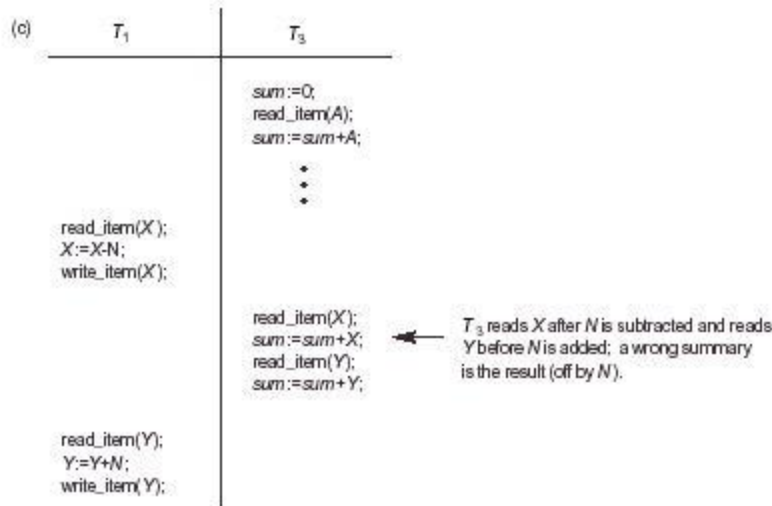 (c)
T1
T3
sum:=0;
read_item(A);
sum:=sum+A;
read_item(X);
X:=X-N;
write_item(X);
read_item(X);
sum:=sum+X;
read_item(Y);
sum:=sum+Y;
T3 reads X after N is subtracted and reads
Y before N is added; a wrong summary
is the result (off by N).
read_item(Y);
Y:=Y+N;
write_item(Y);